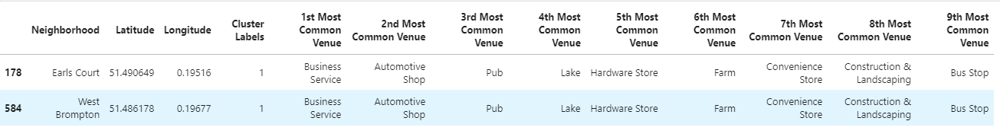 Neighborhood Latitude Longitude Cluster Labels 1st Most Common Venue 2nd Most Common Venue 3rd Most Common Venue 4th Most Common Venue 5th Most Common Venue 6th Most Common Venue 7th Most Common Venue 8th Most Common Venue 9th Most Common Venue
178 Earls Court 51.490649 0.19516 1 Business Service Automotive Shop Pub Lake Hardware Store Farm Convenience Store Construction & Landscaping Bus Stop
584 West Brompton 51.486178 0.19677 1 Business Service Automotive Shop Pub Lake Hardware Store Farm Convenience Store Construction & Landscaping Bus Stop